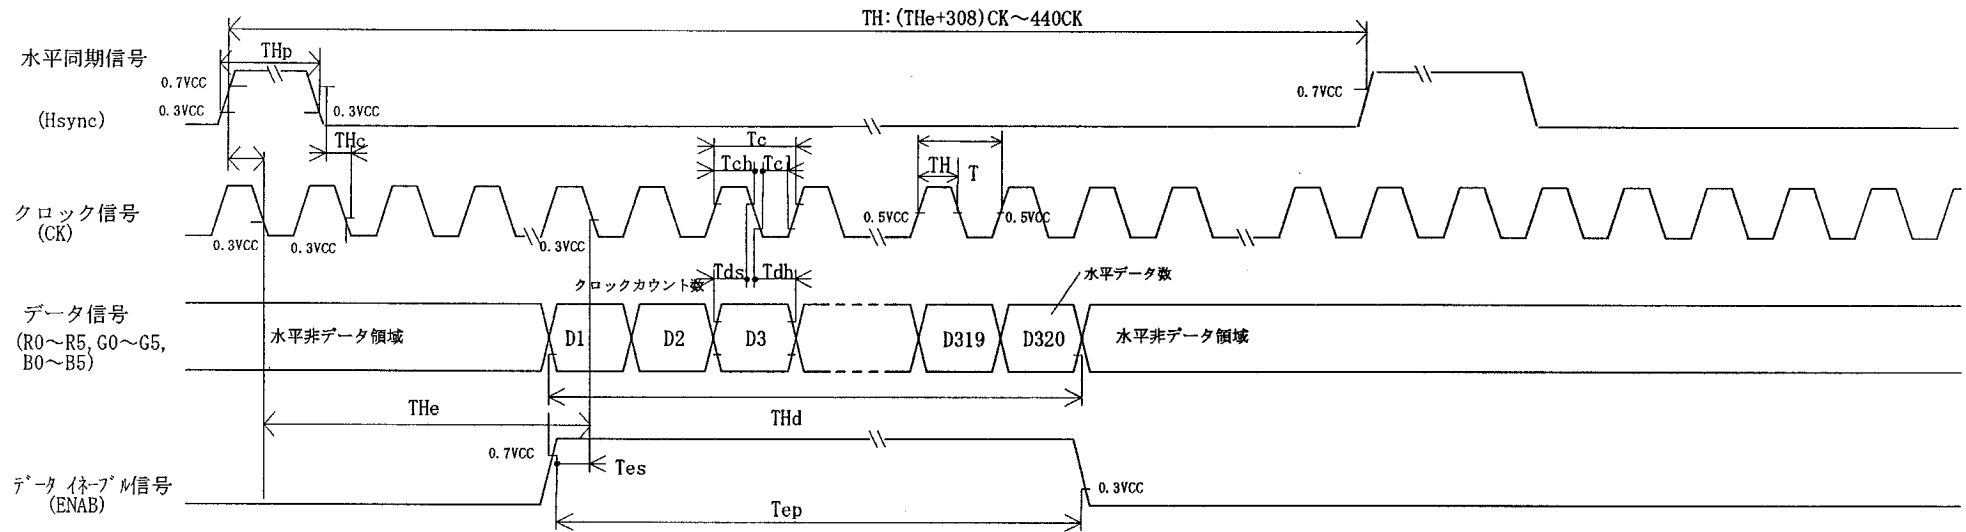 TH:(THe+308)CK～440CK
水平同期信号
THp
0.7VCC
0.3VCC
0.3VCC
0.7VCC
(Hsync)
THc
Tc
Tch
Tcl
TH
T
クロック信号
(CK)
0.3VCC
0.3VCC
0.3VCC
0.5VCC
0.5VCC
Tds
Tdh
クロックカウント数
水平データ数
データ信号
(R0～R5,G0～G5,
B0～B5)
水平非データ領域
D1
D2
D3
D319
D320
水平非データ領域
THe
THd
0.7VCC
Tes
データ イネーブル信号
(ENAB)
0.3VCC
Tep